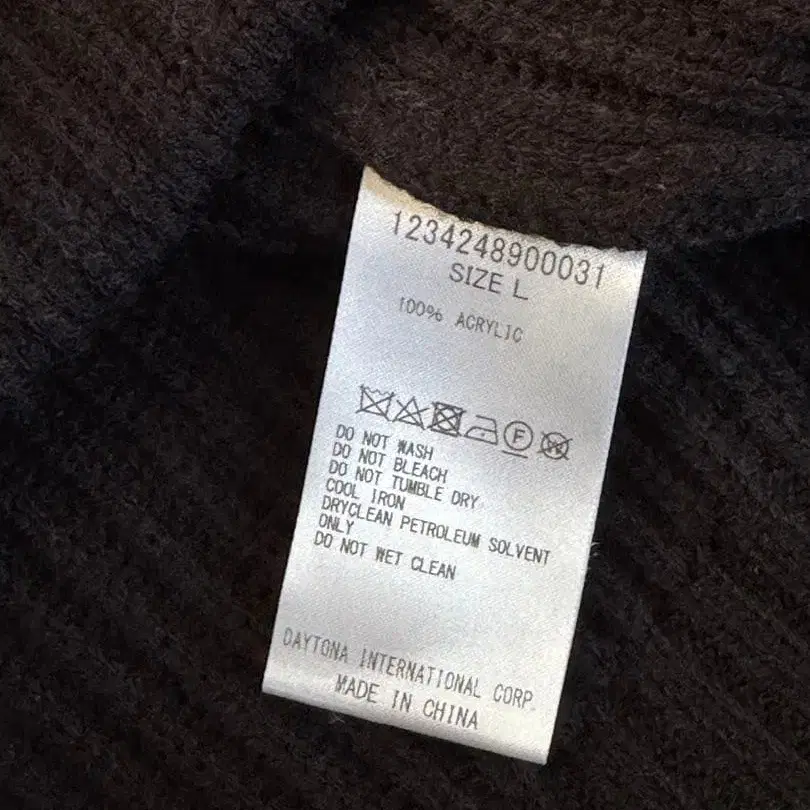 1234248900031
SIZE L
100% ACRYLIC
F
W
DO NOT WASH
DO NOT BLEACH
DO NOT TUMBLE DRY
COOL IRON
DRYCLEAN PETROLEUM SOLVENT
ONLY
DO NOT WET CLEAN
DAYTONA INTERNATIONAL CORP.
MADE IN CHINA